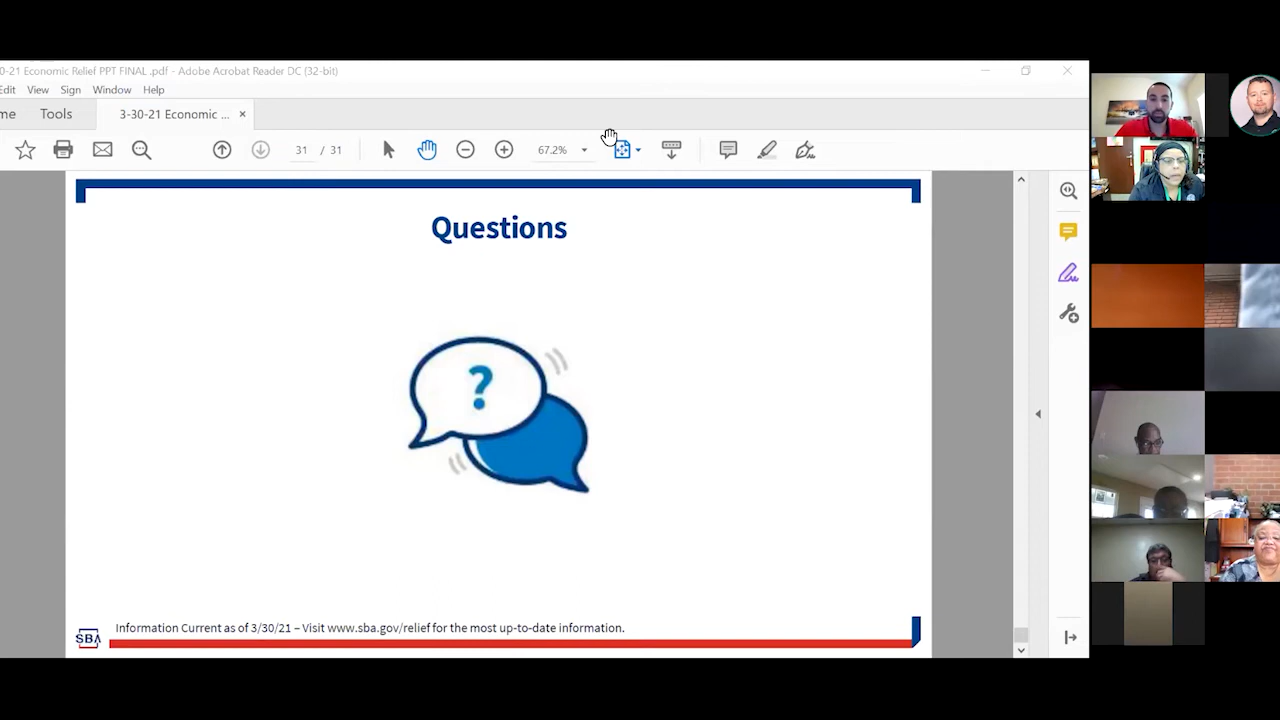 0-21 Economic Relief PPT FINAL .pdf - Adobe Acrobat Reader DC (32-bit)
Edit View Sign Window Help
me Tools 3-30-21 Economic ... ×
31 / 31 67.2%
Questions
?
SBA Information Current as of 3/30/21 – Visit www.sba.gov/relief for the most up-to-date information.